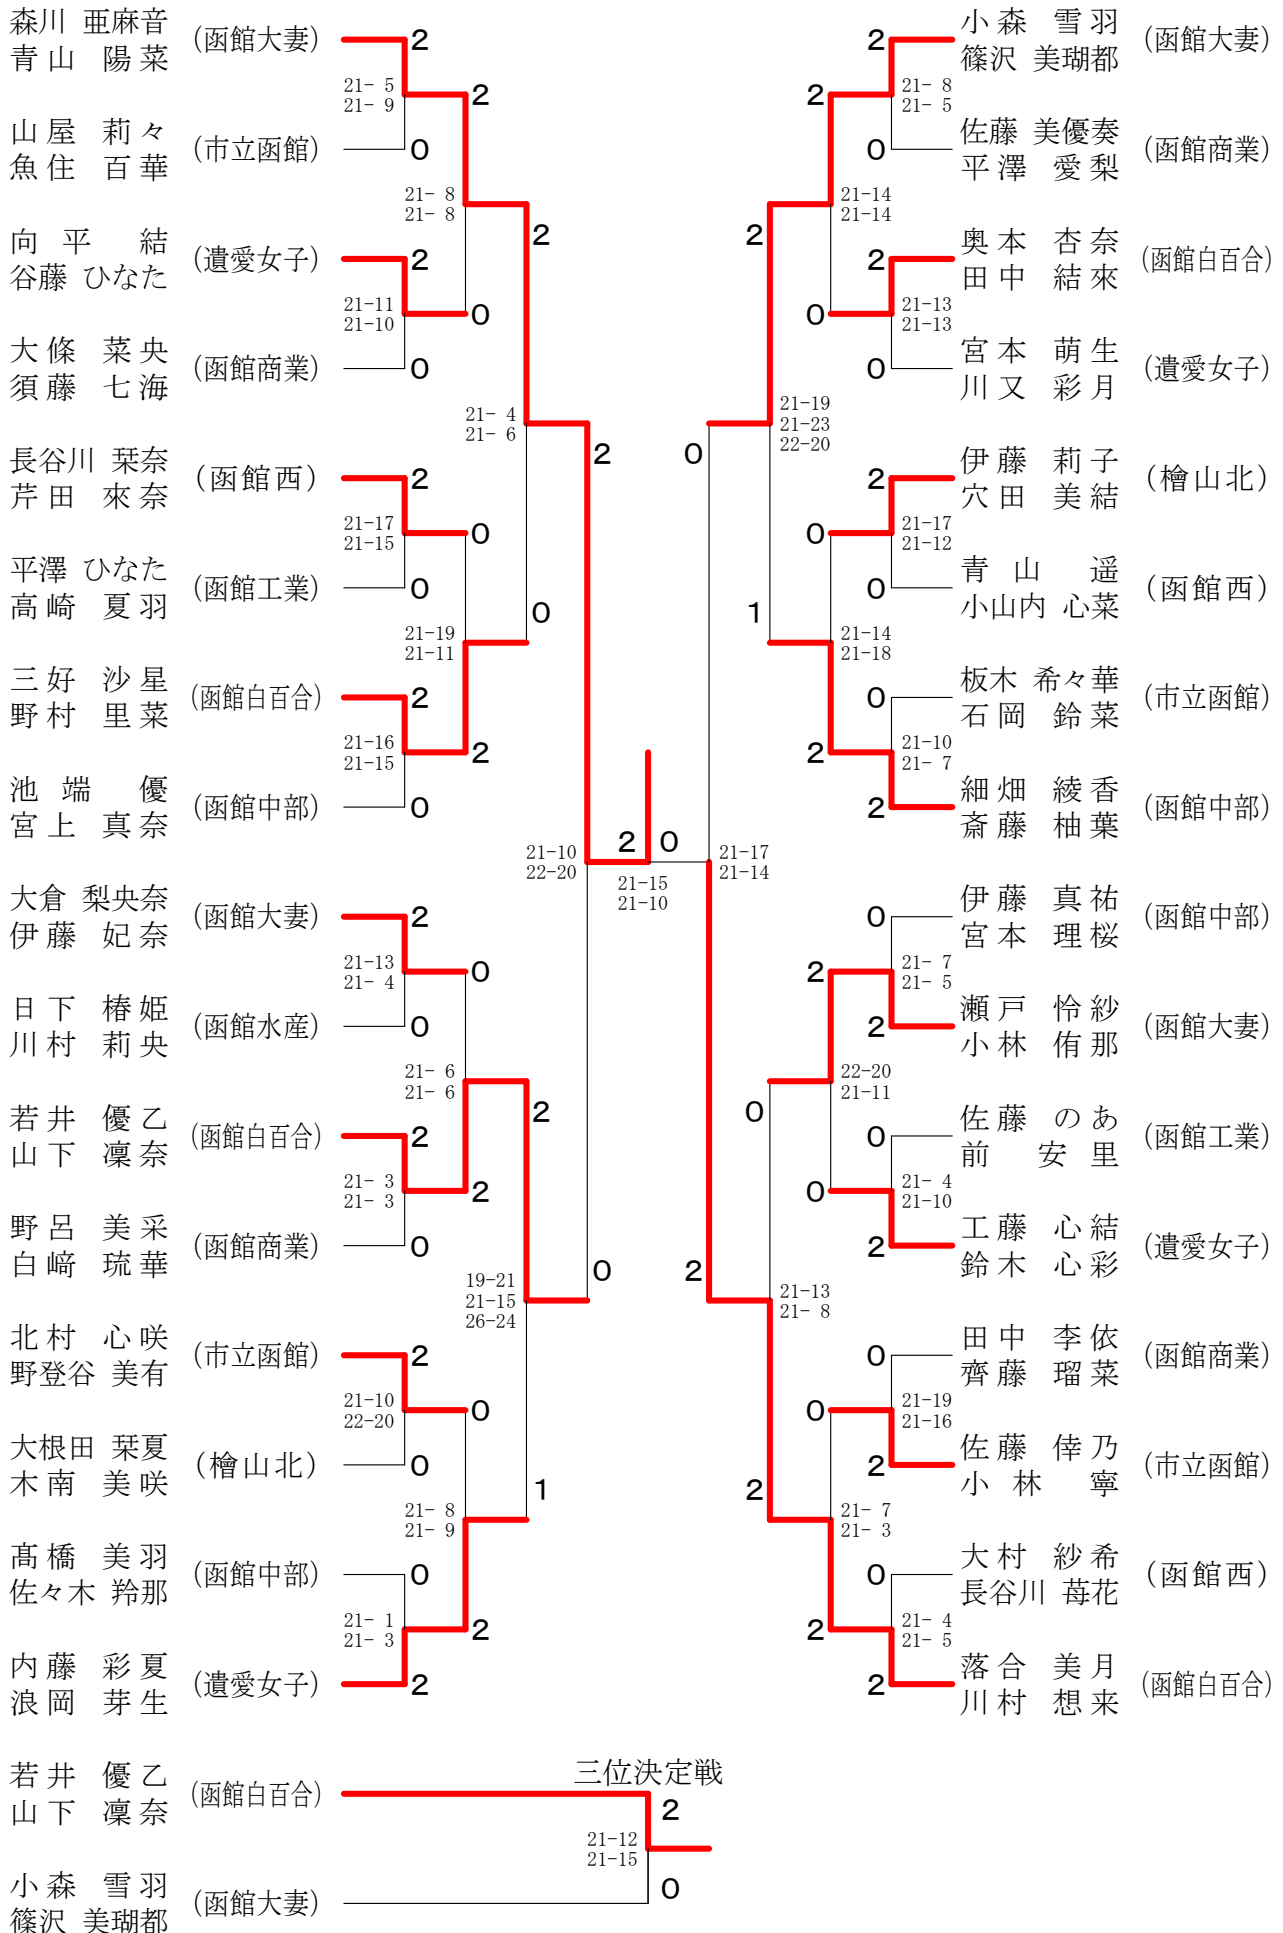 森川 亜麻音
青山 陽菜
(函館大妻)
2
21- 5
21- 9
2
山屋 莉々
魚住 百華
(市立函館)
0
21- 8
21- 8
2
向平 結
谷藤 ひなた
(遺愛女子)
2
21-11
21-10
0
大條 菜央
須藤 七海
(函館商業)
0
21- 4
21- 6
2
長谷川 栞奈
芹田 來奈
(函館西)
2
21-17
21-15
0
平澤 ひなた
高崎 夏羽
(函館工業)
0
21-19
21-11
0
三好 沙星
野村 里菜
(函館白百合)
2
21-16
21-15
2
池端 優
宮上 真奈
(函館中部)
0
21-10
22-20
大倉 梨央奈
伊藤 妃奈
(函館大妻)
2
21-13
21- 4
0
日下 椿姫
川村 莉央
(函館水産)
0
21- 6
21- 6
2
若井 優乙
山下 凜奈
(函館白百合)
2
21- 3
21- 3
2
野呂 美采
白﨑 琉華
(函館商業)
0
19-21
21-15
26-24
0
北村 心咲
野登谷 美有
(市立函館)
2
21-10
22-20
0
大根田 栞夏
木南 美咲
(檜山北)
0
21- 8
21- 9
1
髙橋 美羽
佐々木 羚那
(函館中部)
0
21- 1
21- 3
2
内藤 彩夏
浪岡 芽生
(遺愛女子)
2
2
0
21-15
21-10
小森 雪羽
篠沢 美瑚都
(函館大妻)
2
21- 8
21- 5
2
佐藤 美優奏
平澤 愛梨
(函館商業)
0
21-14
21-14
2
奥本 杏奈
田中 結來
(函館白百合)
2
21-13
21-13
0
宮本 萌生
川又 彩月
(遺愛女子)
0
21-19
21-23
22-20
0
伊藤 莉子
穴田 美結
(檜山北)
2
21-17
21-12
0
青山 遥
小山内 心菜
(函館西)
0
21-14
21-18
1
板木 希々華
石岡 鈴菜
(市立函館)
0
21-10
21- 7
2
細畑 綾香
斎藤 柚葉
(函館中部)
2
21-17
21-14
伊藤 真祐
宮本 理桜
(函館中部)
0
21- 7
21- 5
2
瀬戸 怜紗
小林 侑那
(函館大妻)
2
22-20
21-11
0
佐藤 のあ
前 安里
(函館工業)
0
21- 4
21-10
0
工藤 心結
鈴木 心彩
(遺愛女子)
2
21-13
21- 8
2
田中 李依
齊藤 瑠菜
(函館商業)
0
21-19
21-16
0
佐藤 倖乃
小林 寧
(市立函館)
2
21- 7
21- 3
2
大村 紗希
長谷川 苺花
(函館西)
0
21- 4
21- 5
2
落合 美月
川村 想来
(函館白百合)
2
三位決定戦
若井 優乙
山下 凜奈
(函館白百合)
2
21-12
21-15
小森 雪羽
篠沢 美瑚都
(函館大妻)
0